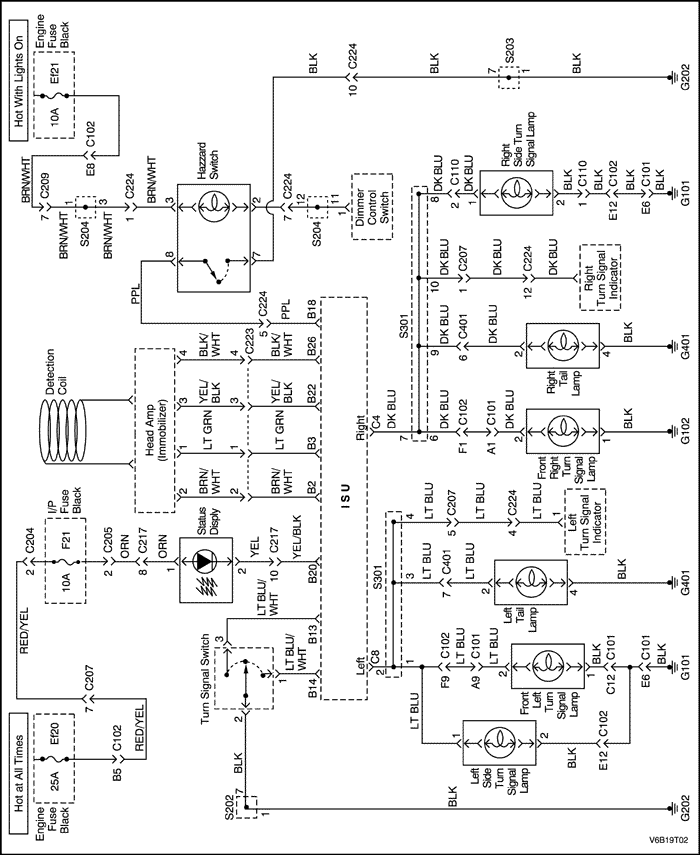 Hot at All Times
Engine
Fuse
Black
Ef20
25A
B5
C102
RED/YEL
7
C207
RED/YEL
2
C204
I/P
Fuse
Black
F21
10A
2
C205
ORN
8
C217
ORN
1
Status
Disply
2
YEL
10
C217
YEL/BLK
B20
Detection
Coil
Head Amp
(Immobilizer)
2
BRN/
WHT
2
BRN/
WHT
B2
1
LT GRN
1
LT GRN
B3
3
YEL/
BLK
3
YEL/
BLK
B22
4
BLK/
WHT
4
C223
BLK/
WHT
B26
Hot With Lights On
Engine
Fuse
Black
Ef21
10A
E8
C102
BRN/WHT
7
C209
BRN/WHT
1
S204
3
BRN/WHT
1
C224
BRN/WHT
3
Hazzard
Switch
8
2
7
PPL
5
C224
PPL
B18
7
C224
12
S204
11
Dimmer
Control
Switch
BLK
10
C224
BLK
7
S203
1
BLK
G202
Turn Signal Switch
3
LT BLU/
WHT
B13
1
LT BLU/
WHT
B14
2
BLK
7
S202
1
BLK
G202
ISU
Left
C8
2
Right
C4
DK BLU
7
S301
1
3
4
LT BLU
1
Left
Side
Turn
Signal
Lamp
2
BLK
E12
C102
LT BLU
F9
C102
LT BLU
A9
C101
LT BLU
2
Front
Left
Turn
Signal
Lamp
1
BLK
C12
C101
E6
C101
BLK
G101
LT BLU
7
C401
LT BLU
2
Left
Tail
Lamp
4
BLK
G401
LT BLU
5
C207
LT BLU
4
C224
LT BLU
1
Left
Turn Signal
Indicator
S301
6
DK BLU
F1
C102
A1
C101
DK BLU
2
Front
Right
Turn
Signal
Lamp
1
BLK
G102
9
DK BLU
6
C401
DK BLU
2
Right
Tail
Lamp
4
BLK
G401
10
DK BLU
1
C207
DK BLU
12
C224
DK BLU
Right
Turn Signal
Indicator
8
DK BLU
2
C110
DK BLU
1
Right
Side Turn
Signal Lamp
2
BLK
1
C110
BLK
E12
C102
BLK
E6
C101
BLK
G101
V6B19T02